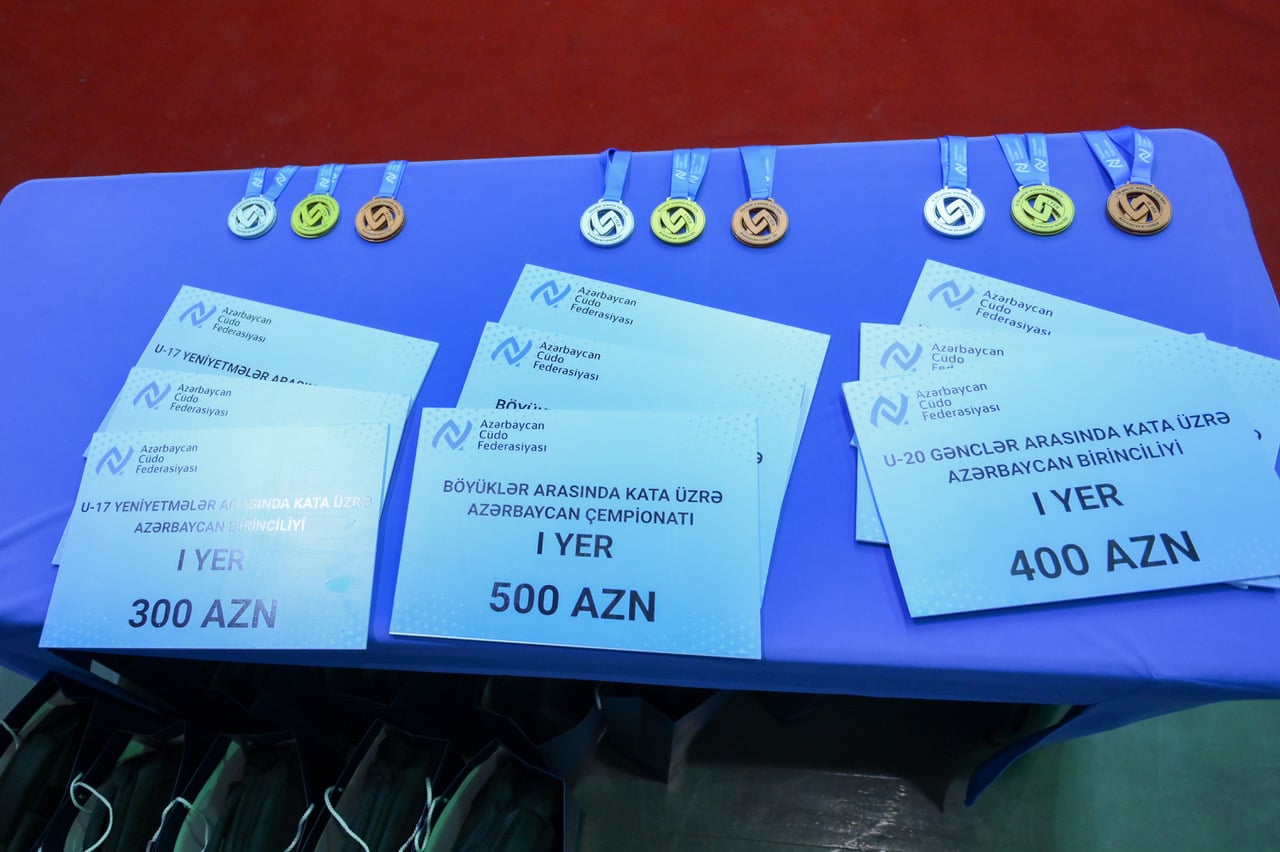 Azərbaycan
Cüdo
Federasiyası
U-17 YENİYETMƏLƏR ARASIN
Azərbaycan
Cüdo
Federasiyası
Azərbaycan
Cüdo
Federasiyası
U-17 YENİYETMƏLƏR ARASINDA KATA ÜZRƏ
AZƏRBAYCAN BİRİNCİLİYİ
I YER
300 AZN
Azərbaycan
Cüdo
Federasiyası
Azərbaycan
Cüdo
Federasiyası
BÖYÜK
Azərbaycan
Cüdo
Federasiyası
BÖYÜKLƏR ARASINDA KATA ÜZRƏ
AZƏRBAYCAN ÇEMPİONATI
I YER
500 AZN
Azərbaycan
Cüdo
Federasiyası
Azərbaycan
Cüdo
Azərbaycan
Cüdo
Federasiyası
U-20 GƏNCLƏR ARASINDA KATA ÜZRƏ
AZƏRBAYCAN BİRİNCİLİYİ
I YER
400 AZN